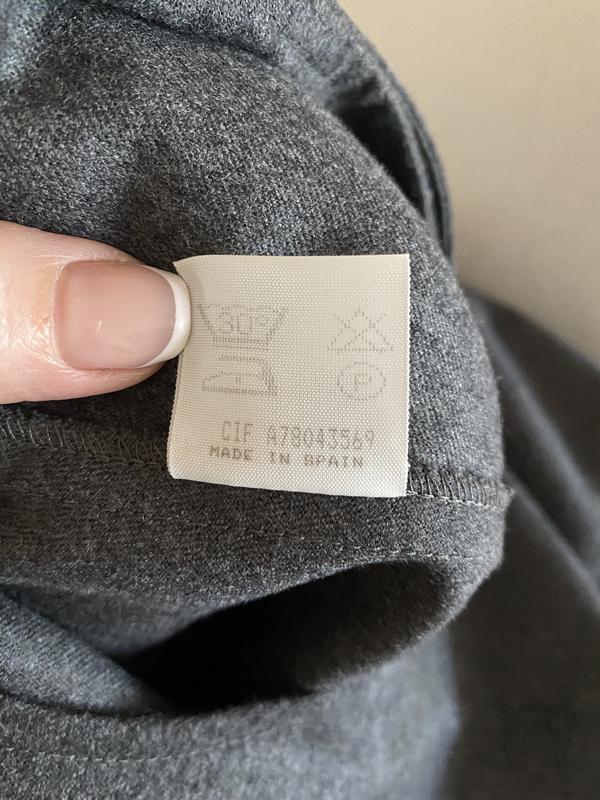 30°
P
CIF A78043569
MADE IN SPAIN